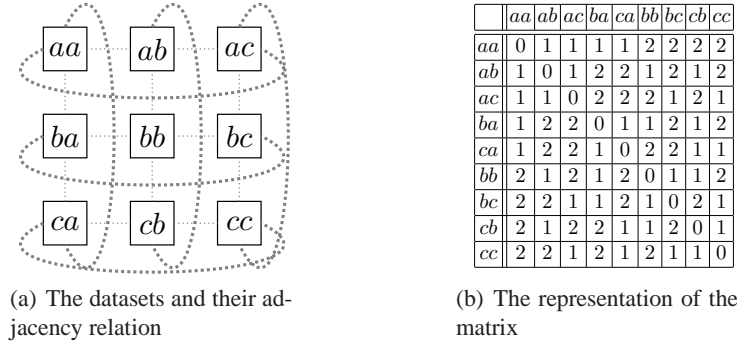 aa ab ac
ba bb bc
ca cb cc
(a) The datasets and their ad-
jacency relation
aa ab ac ba ca bb bc cb cc
aa 0 1 1 1 1 2 2 2 2
ab 1 0 1 2 2 1 2 1 2
ac 1 1 0 2 2 2 1 2 1
ba 1 2 2 0 1 1 2 1 2
ca 1 2 2 1 0 2 2 1 1
bb 2 1 2 1 2 0 1 1 2
bc 2 2 1 1 2 1 0 2 1
cb 2 1 2 2 1 1 2 0 1
cc 2 2 1 2 1 2 1 1 0
(b) The representation of the
matrix